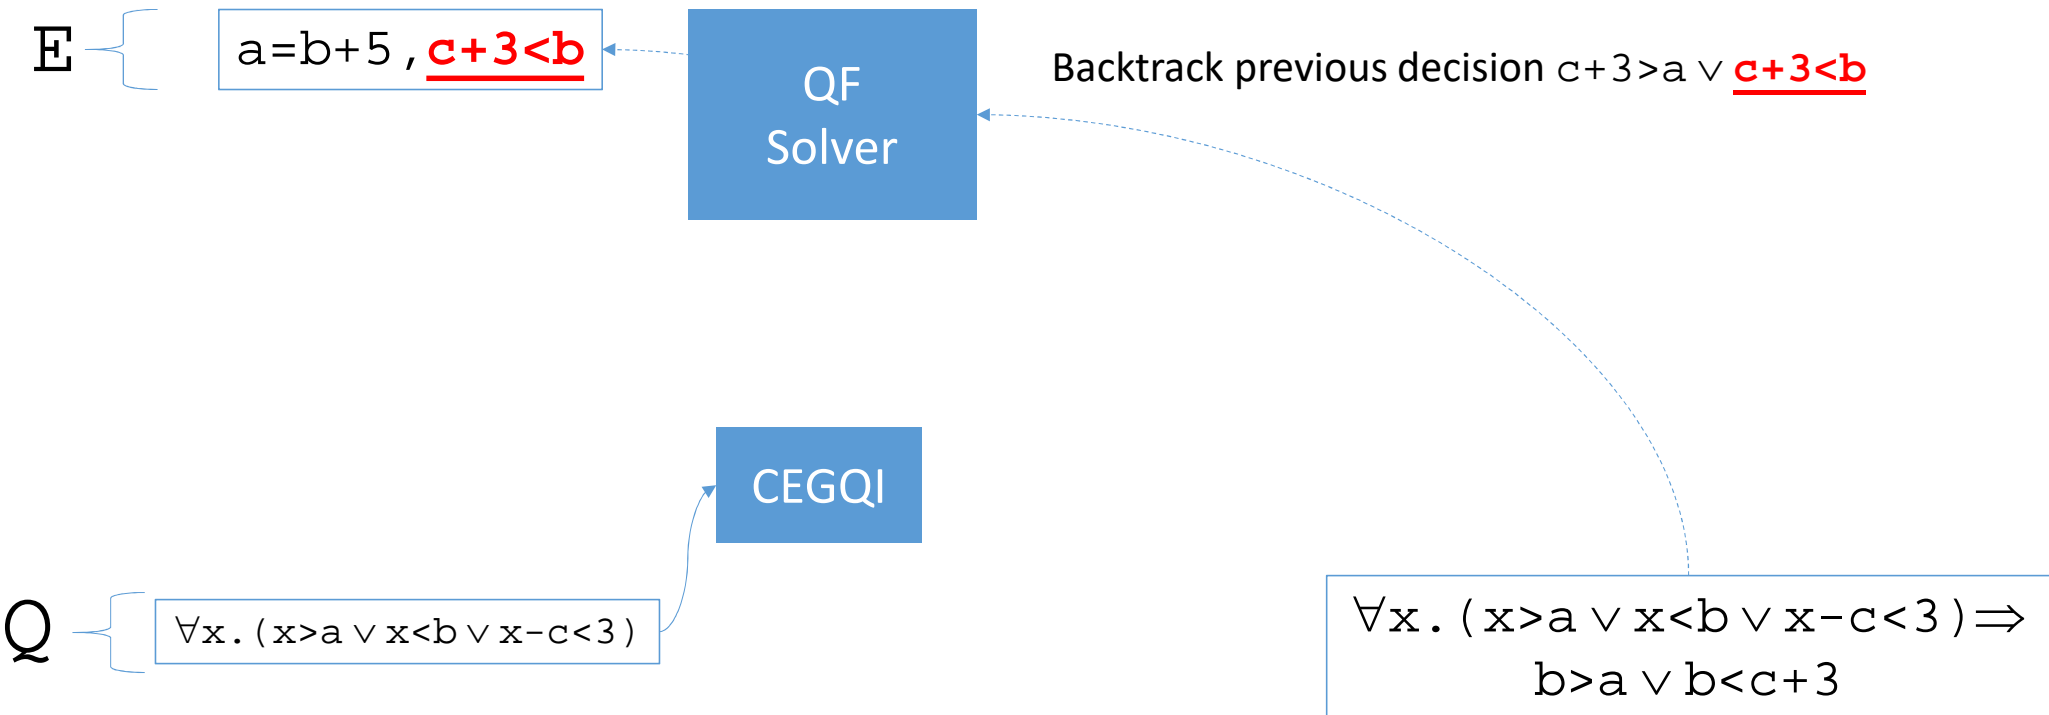 E
a=b+5,c+3<b
QF
Solver
Backtrack previous decision c+3>a ∨ c+3<b
CEGQI
Q
∀x.(x>a ∨ x<b ∨ x-c<3)
∀x.(x>a ∨ x<b ∨ x-c<3)⇒
b>a ∨ b<c+3